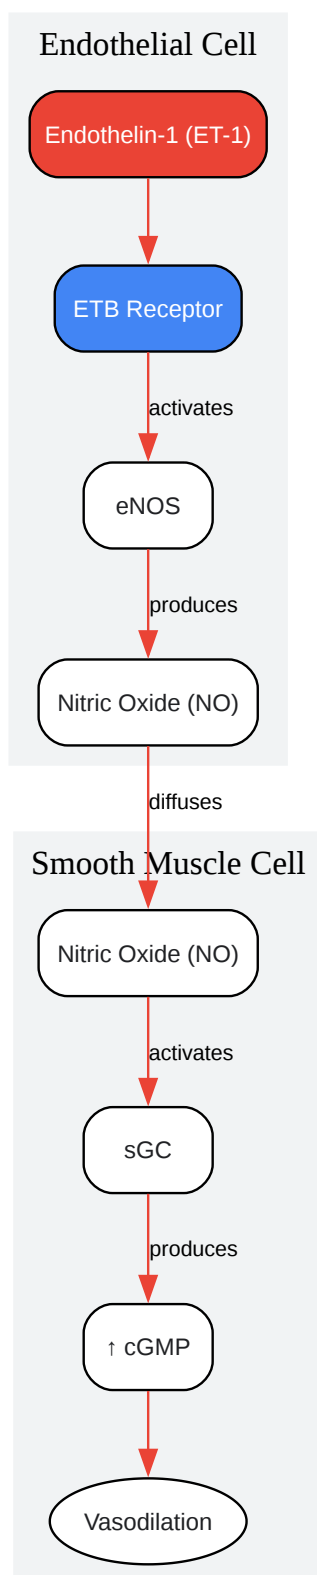 Endothelial Cell
Endothelin-1 (ET-1)
ETB Receptor
activates
eNOS
produces
Nitric Oxide (NO)
diffuses
Smooth Muscle Cell
Nitric Oxide (NO)
activates
sGC
produces
↑ cGMP
Vasodilation